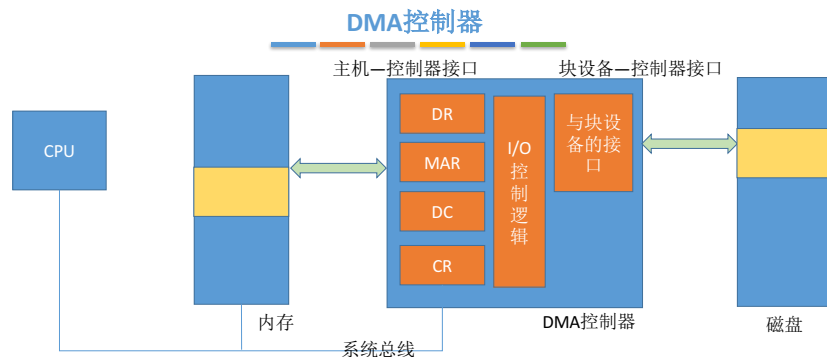 DMA控制器
主机—控制器接口
块设备—控制器接口
CPU
DR
MAR
DC
CR
I/O
控
制
逻
辑
与块设
备的接
口
内存
DMA控制器
磁盘
系统总线